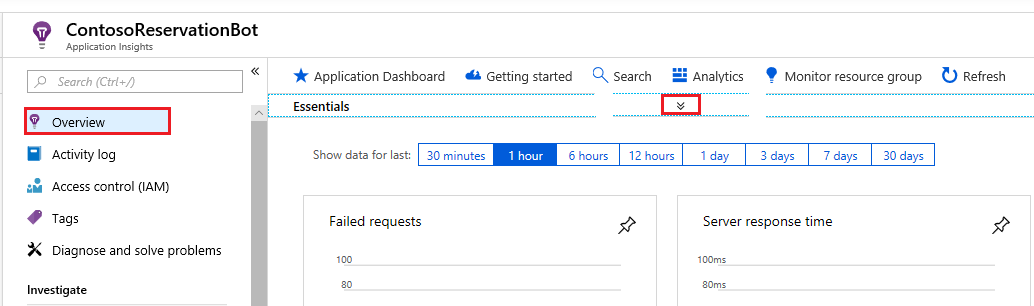 ContosoReservationBot
Application Insights
Search (Ctrl+/)
Overview
Activity log
Access control (IAM)
Tags
Diagnose and solve problems
Investigate
Application Dashboard Getting started Search Analytics Monitor resource group Refresh
Essentials
Show data for last: 30 minutes 1 hour 6 hours 12 hours 1 day 3 days 7 days 30 days
Failed requests
100
80
Server response time
100ms
80ms